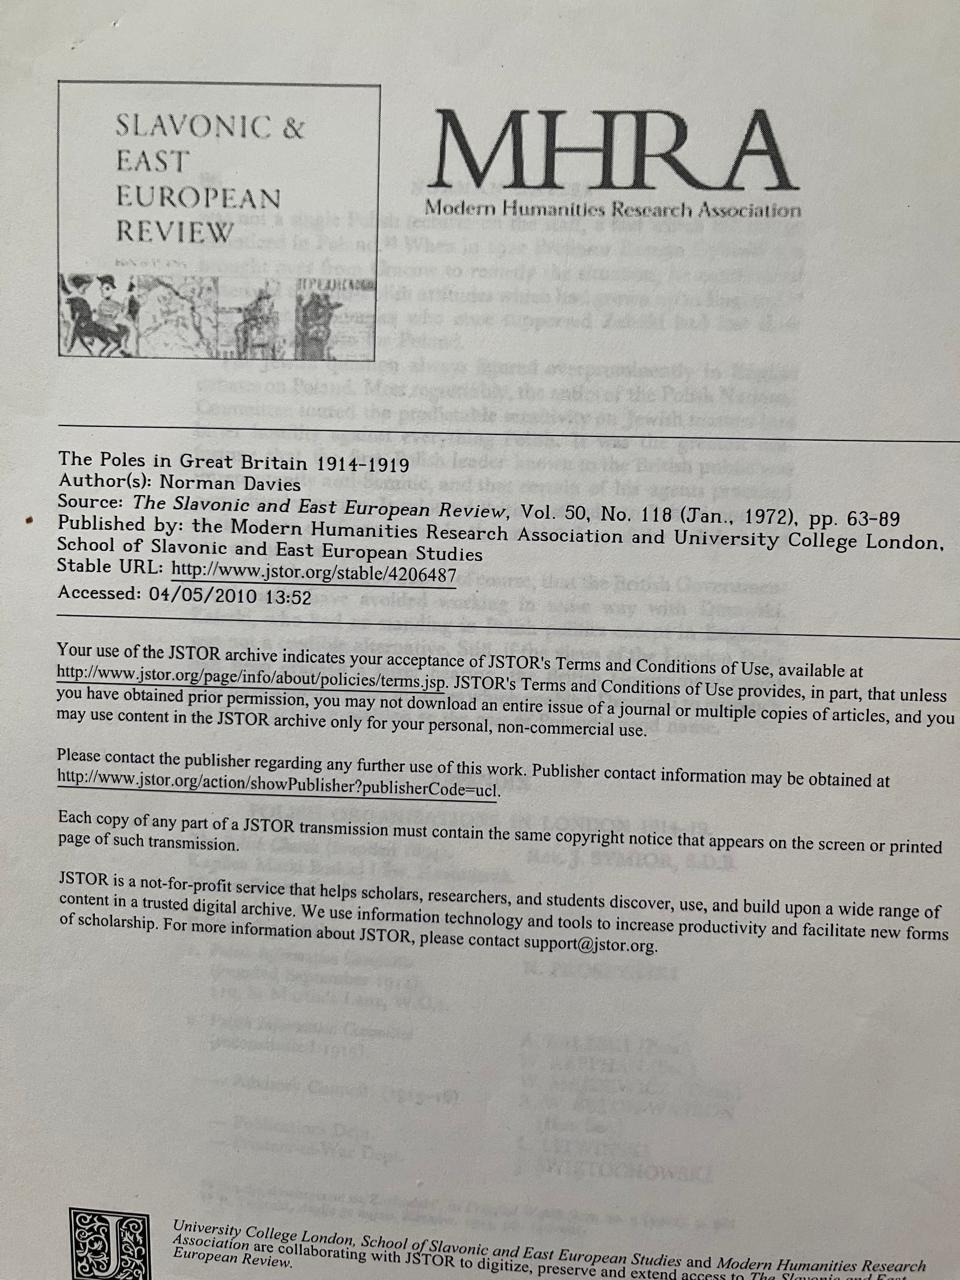 SLAVONIC &
EAST
EUROPEAN
REVIEW
MHRA
Modern Humanities Research Association
The Poles in Great Britain 1914-1919
Author(s): Norman Davies
Source: The Slavonic and East European Review, Vol. 50, No. 118 (Jan., 1972), pp. 63-89
Published by: the Modern Humanities Research Association and University College London,
School of Slavonic and East European Studies
Stable URL: http://www.jstor.org/stable/4206487
Accessed: 04/05/2010 13:52
Your use of the JSTOR archive indicates your acceptance of JSTOR's Terms and Conditions of Use, available at
http://www.jstor.org/page/info/about/policies/terms.jsp. JSTOR's Terms and Conditions of Use provides, in part, that unless
you have obtained prior permission, you may not download an entire issue of a journal or multiple copies of articles, and you
may use content in the JSTOR archive only for your personal, non-commercial use.
Please contact the publisher regarding any further use of this work. Publisher contact information may be obtained at
http://www.jstor.org/action/showPublisher?publisherCode=ucl.
Each copy of any part of a JSTOR transmission must contain the same copyright notice that appears on the screen or printed
page of such transmission.
JSTOR is a not-for-profit service that helps scholars, researchers, and students discover, use, and build upon a wide range of
content in a trusted digital archive. We use information technology and tools to increase productivity and facilitate new forms
of scholarship. For more information about JSTOR, please contact support@jstor.org.
J
University College London, School of Slavonic and East European Studies and Modern Humanities Research
Association are collaborating with JSTOR to digitize, preserve and extend access to The Slavonic and East
European Review.